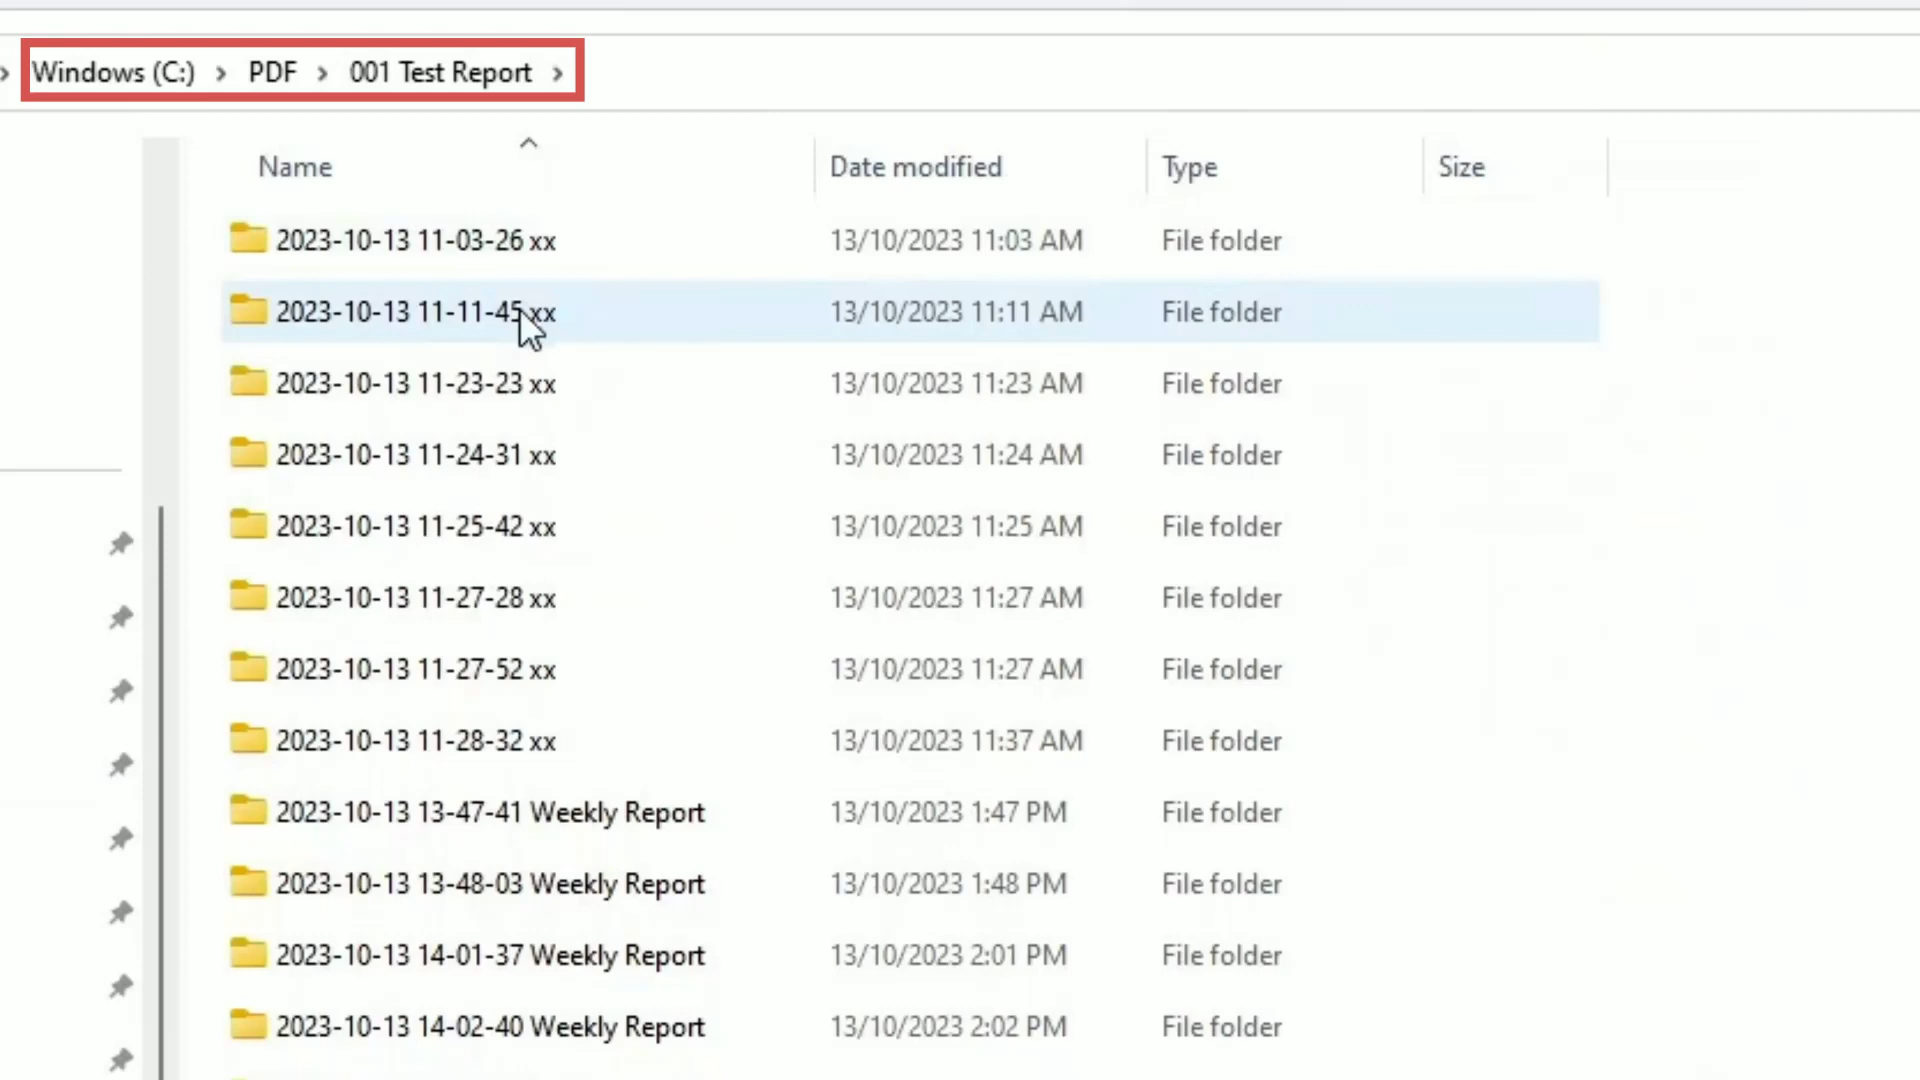 Windows (C:) > PDF > 001 Test Report >
Name Date modified Type Size
2023-10-13 11-03-26 xx 13/10/2023 11:03 AM File folder
2023-10-13 11-11-45 xx 13/10/2023 11:11 AM File folder
2023-10-13 11-23-23 xx 13/10/2023 11:23 AM File folder
2023-10-13 11-24-31 xx 13/10/2023 11:24 AM File folder
2023-10-13 11-25-42 xx 13/10/2023 11:25 AM File folder
2023-10-13 11-27-28 xx 13/10/2023 11:27 AM File folder
2023-10-13 11-27-52 xx 13/10/2023 11:27 AM File folder
2023-10-13 11-28-32 xx 13/10/2023 11:37 AM File folder
2023-10-13 13-47-41 Weekly Report 13/10/2023 1:47 PM File folder
2023-10-13 13-48-03 Weekly Report 13/10/2023 1:48 PM File folder
2023-10-13 14-01-37 Weekly Report 13/10/2023 2:01 PM File folder
2023-10-13 14-02-40 Weekly Report 13/10/2023 2:02 PM File folder